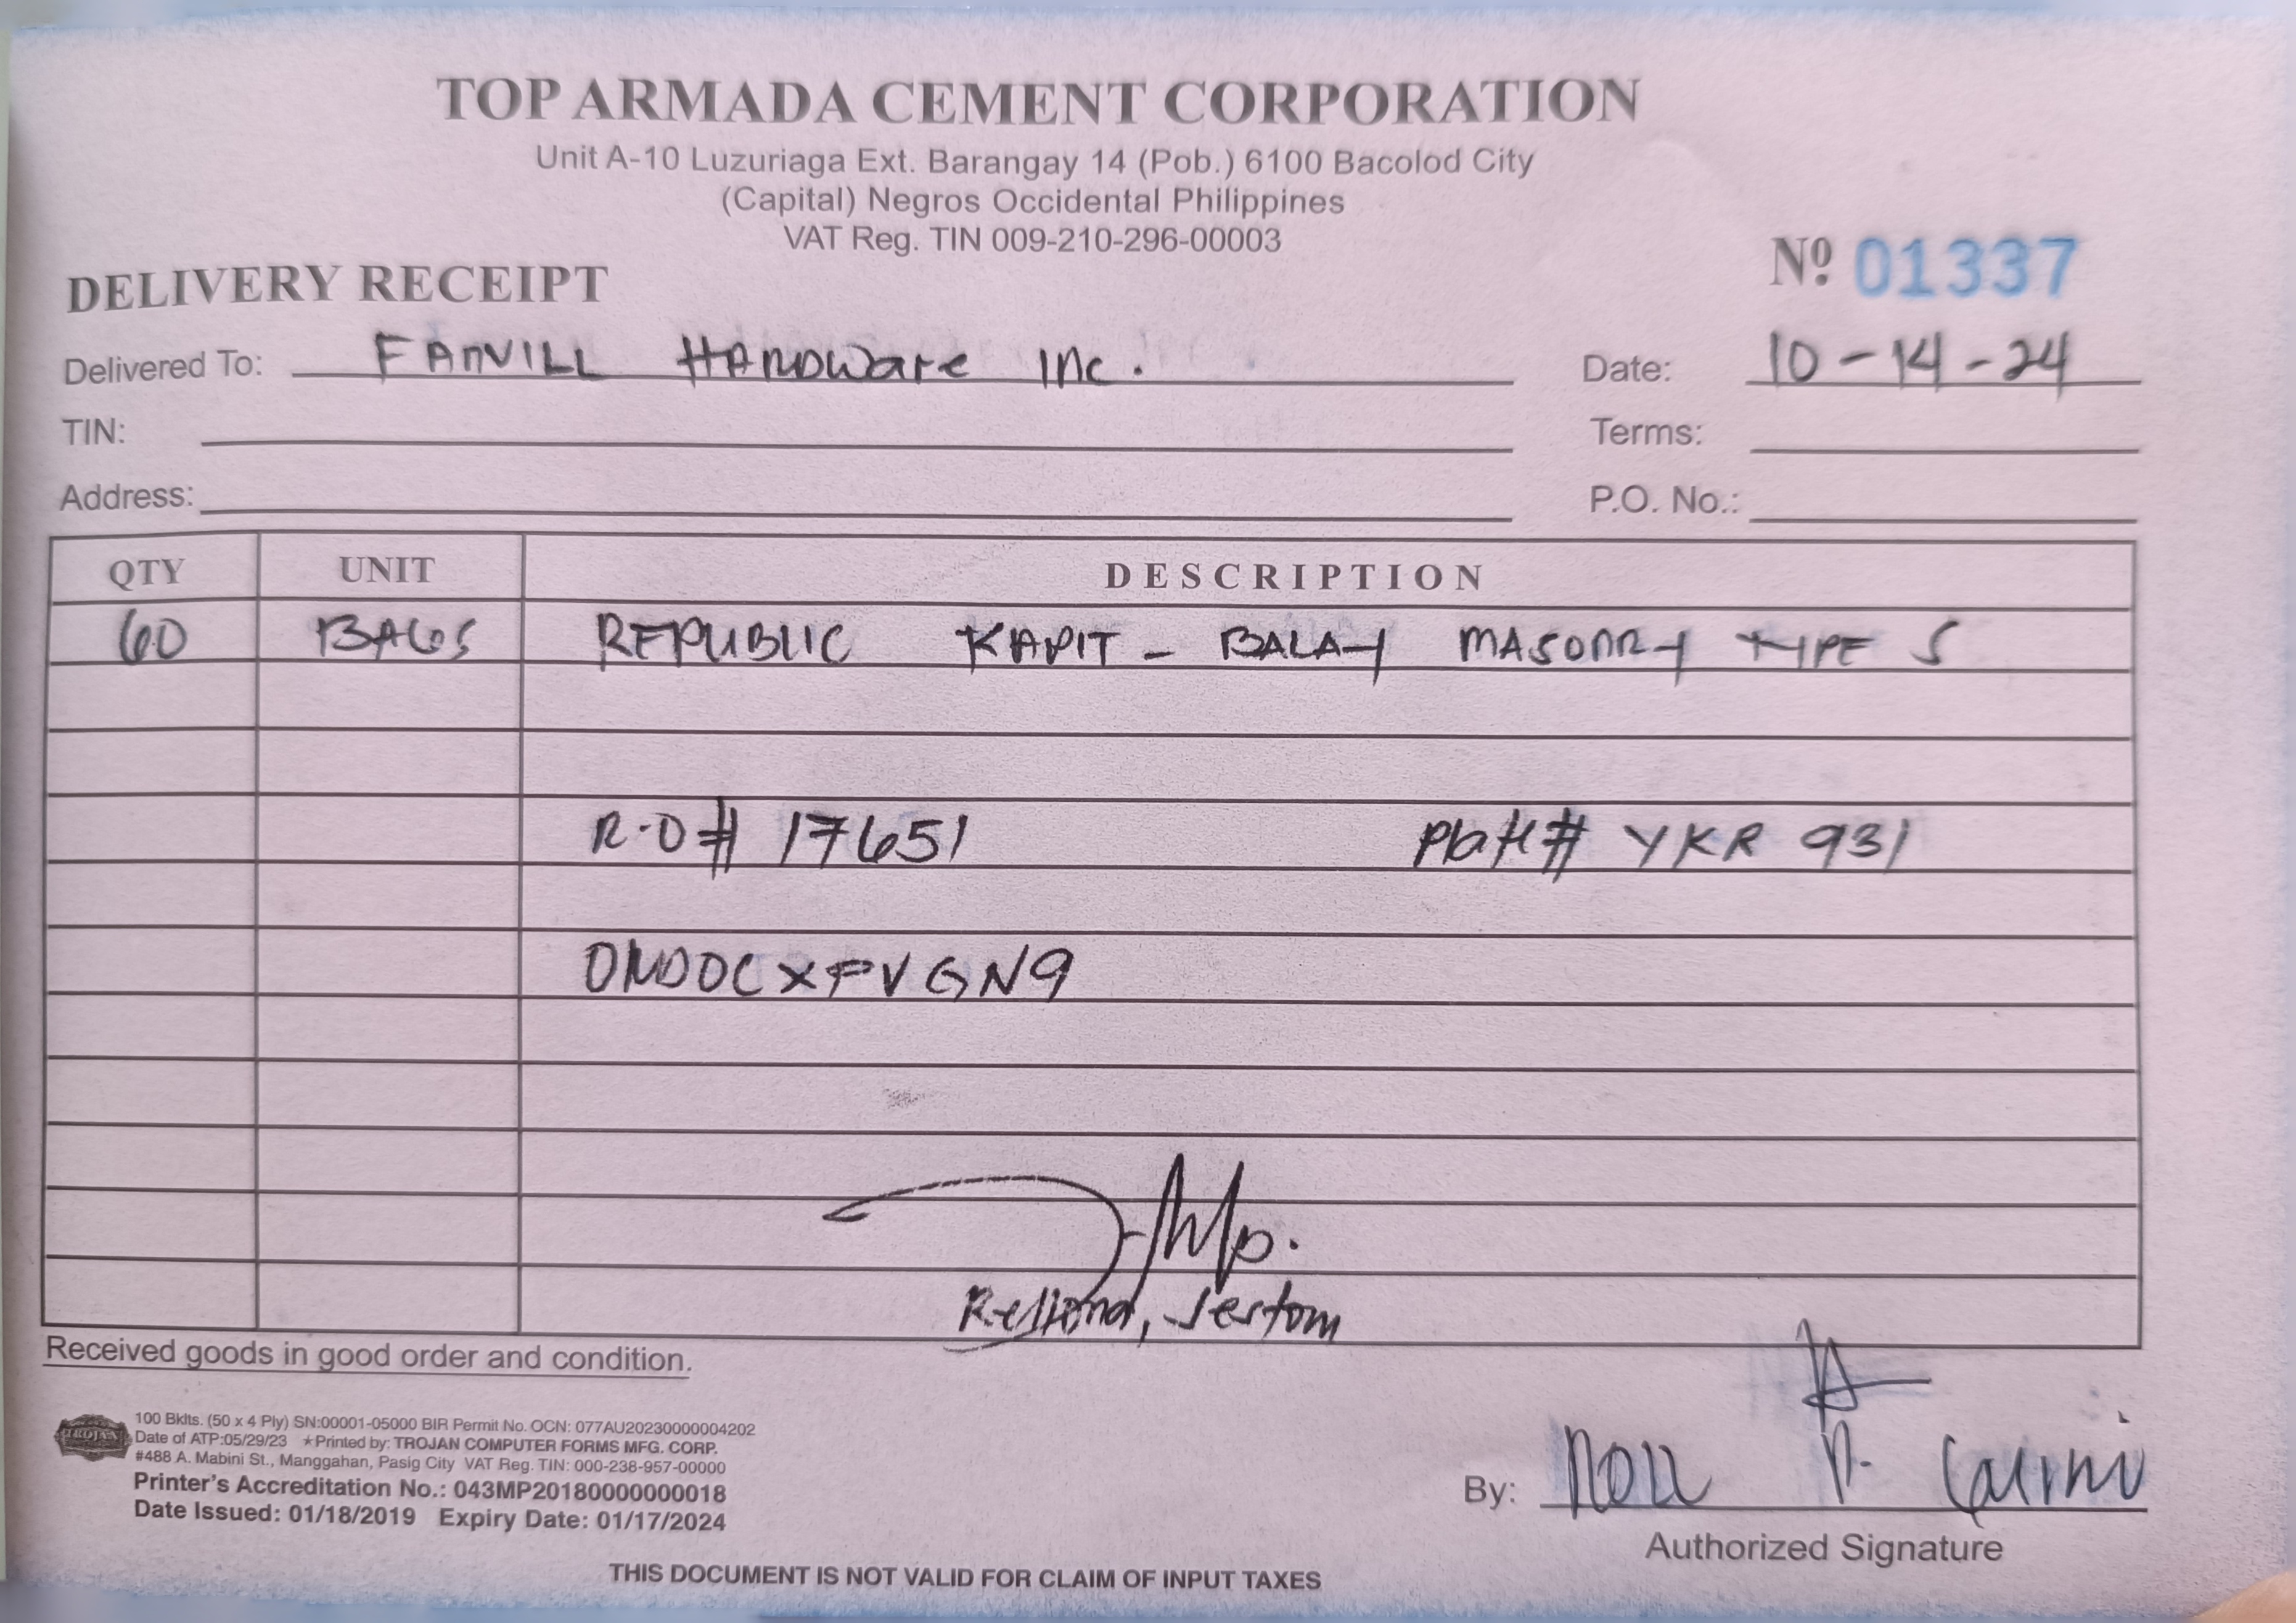 TOP ARMADA CEMENT CORPORATION
Unit A-10 Luzuriaga Ext. Barangay 14 (Pob.) 6100 Bacolod City
(Capital) Negros Occidental Philippines
VAT Reg. TIN 009-210-296-00003
DELIVERY RECEIPT Nº 01337
Delivered To: FAMVILL HARDware Inc. Date: 10-14-24
TIN: Terms:
Address: P.O. No.:
QTY UNIT DESCRIPTION
60 BAGS REPUBLIC KAPIT-BALAY MASONRY TYPE S
R.O# 17651 Plate# YKR 931
Jestom
Received goods in good order and condition.
TROJAN
100 Bklts. (50 x 4 Ply) SN:00001-05000 BIR Permit No. OCN: 077AU20230000004202
Date of ATP:05/29/23 ★Printed by: TROJAN COMPUTER FORMS MFG. CORP.
#488 A. Mabini St., Manggahan, Pasig City VAT Reg. TIN: 000-238-957-00000
Printer's Accreditation No.: 043MP20180000000018
Date Issued: 01/18/2019 Expiry Date: 01/17/2024
By:
Authorized Signature
THIS DOCUMENT IS NOT VALID FOR CLAIM OF INPUT TAXES